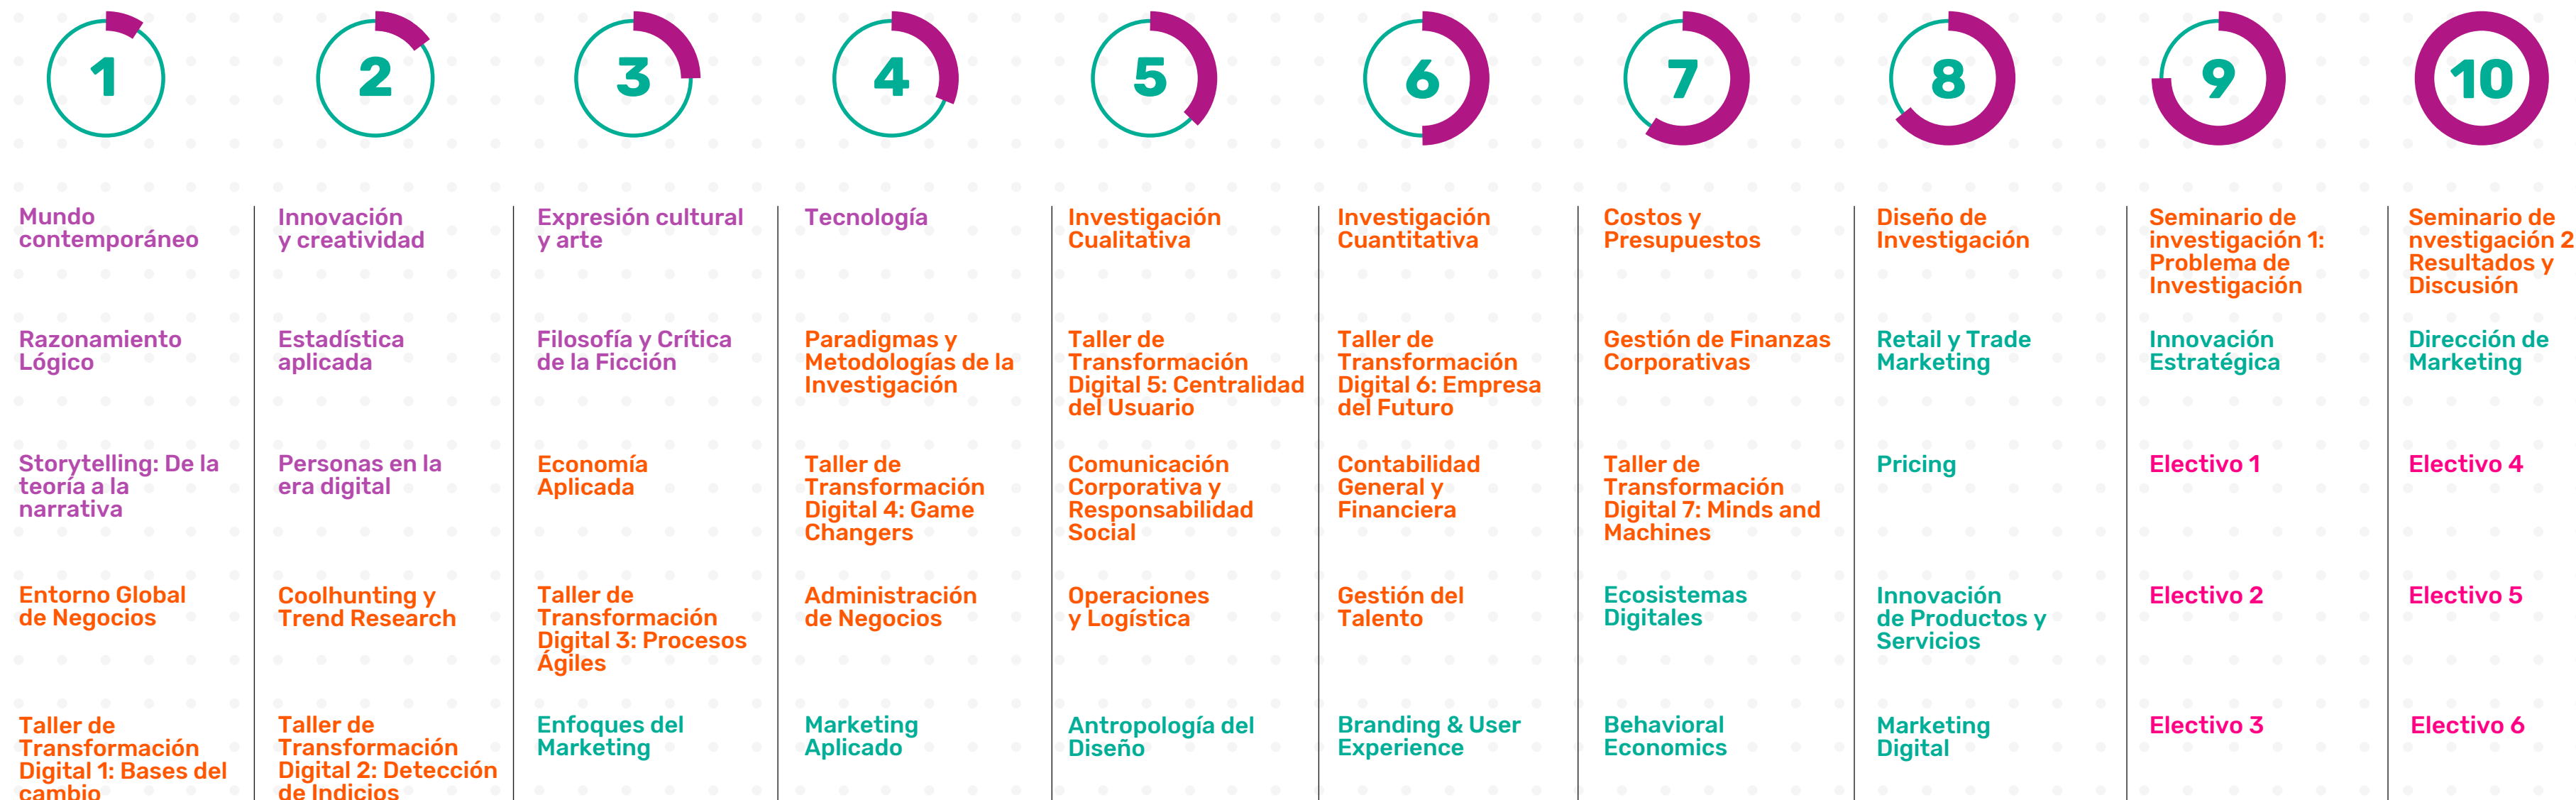 1
2
3
4
5
6
7
8
9
10
Mundo
contemporáneo
Razonamiento
Lógico
Storytelling: De la
teoría a la
narrativa
Entorno Global
de Negocios
Taller de
Transformación
Digital 1: Bases del
cambio
Innovación
y creatividad
Estadística
aplicada
Personas en la
era digital
Coolhunting y
Trend Research
Taller de
Transformación
Digital 2: Detección
de Indicios
Expresión cultural
y arte
Filosofía y Crítica
de la Ficción
Economía
Aplicada
Taller de
Transformación
Digital 3: Procesos
Ágiles
Enfoques del
Marketing
Tecnología
Paradigmas y
Metodologías de la
Investigación
Taller de
Transformación
Digital 4: Game
Changers
Administración
de Negocios
Marketing
Aplicado
Investigación
Cualitativa
Taller de
Transformación
Digital 5: Centralidad
del Usuario
Comunicación
Corporativa y
Responsabilidad
Social
Operaciones
y Logística
Antropología del
Diseño
Investigación
Cuantitativa
Taller de
Transformación
Digital 6: Empresa
del Futuro
Contabilidad
General y
Financiera
Gestión del
Talento
Branding & User
Experience
Costos y
Presupuestos
Gestión de Finanzas
Corporativas
Taller de
Transformación
Digital 7: Minds and
Machines
Ecosistemas
Digitales
Behavioral
Economics
Diseño de
Investigación
Retail y Trade
Marketing
Pricing
Innovación
de Productos y
Servicios
Marketing
Digital
Seminario de
investigación 1:
Problema de
Investigación
Innovación
Estratégica
Electivo 1
Electivo 2
Electivo 3
Seminario de
nvestigación 2
Resultados y
Discusión
Dirección de
Marketing
Electivo 4
Electivo 5
Electivo 6